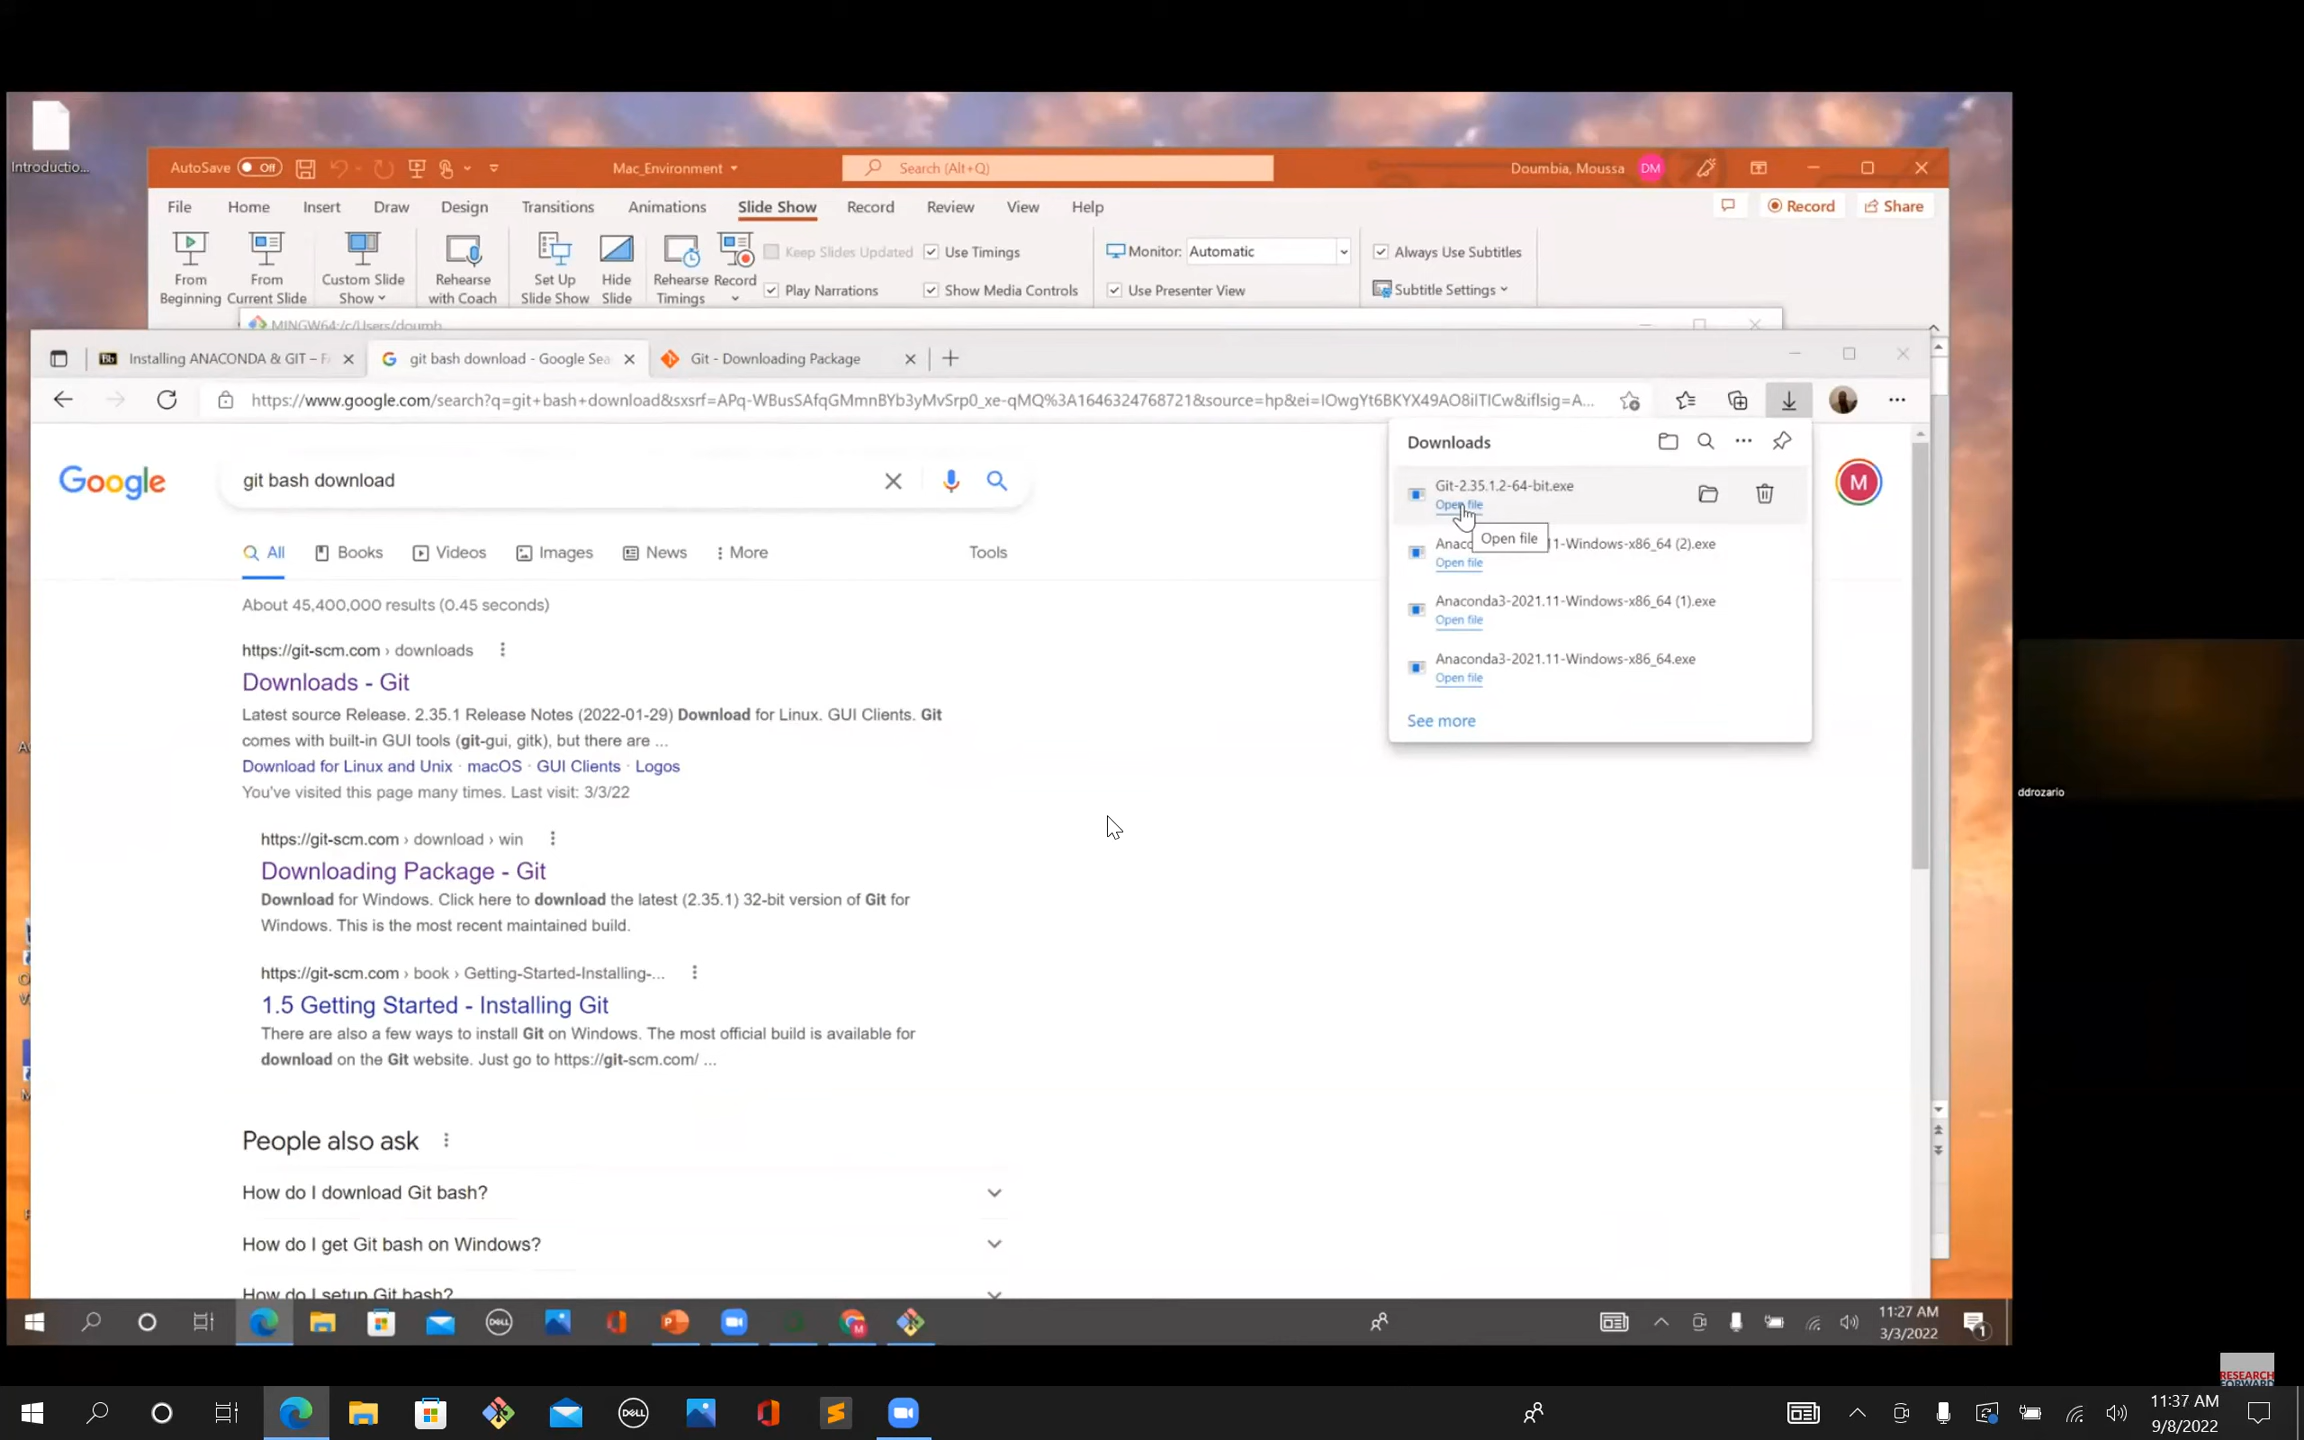 Introductio...
AutoSave Off
Mac_Environment
Search (Alt+Q)
Doumbia, Moussa DM
File Home Insert Draw Design Transitions Animations Slide Show Record Review View Help
Record Share
From Beginning
From Current Slide
Custom Slide Show
Rehearse with Coach
Set Up Slide Show
Hide Slide
Rehearse Timings
Record
Keep Slides Updated
Use Timings
Play Narrations
Show Media Controls
Monitor: Automatic
Use Presenter View
Always Use Subtitles
Subtitle Settings
MINGW64:/c/Users/doumb
Bb Installing ANACONDA & GIT – F
git bash download - Google Sea
Git - Downloading Package
https://www.google.com/search?q=git+bash+download&sxsrf=APq-WBusSAfqGMmnBYb3yMvSrp0_xe-qMQ%3A1646324768721&source=hp&ei=IOwgYt6BKYX49AO8iITICw&iflsig=A...
Downloads
Git-2.35.1.2-64-bit.exe
Open file
Open file
Anaco
1-Windows-x86_64 (2).exe
Open file
Anaconda3-2021.11-Windows-x86_64 (1).exe
Open file
Anaconda3-2021.11-Windows-x86_64.exe
Open file
See more
M
Google
git bash download
All Books Videos Images News More Tools
About 45,400,000 results (0.45 seconds)
https://git-scm.com › downloads
Downloads - Git
Latest source Release. 2.35.1 Release Notes (2022-01-29) Download for Linux. GUI Clients. Git
comes with built-in GUI tools (git-gui, gitk), but there are ...
Download for Linux and Unix · macOS · GUI Clients · Logos
You've visited this page many times. Last visit: 3/3/22
https://git-scm.com › download › win
Downloading Package - Git
Download for Windows. Click here to download the latest (2.35.1) 32-bit version of Git for
Windows. This is the most recent maintained build.
https://git-scm.com › book › Getting-Started-Installing-...
1.5 Getting Started - Installing Git
There are also a few ways to install Git on Windows. The most official build is available for
download on the Git website. Just go to https://git-scm.com/ ...
People also ask
How do I download Git bash?
How do I get Git bash on Windows?
How do I setup Git bash?
ddrozario
DELL
11:27 AM
3/3/2022
1
RESEARCH
FORWARD
DELL
11:37 AM
9/8/2022